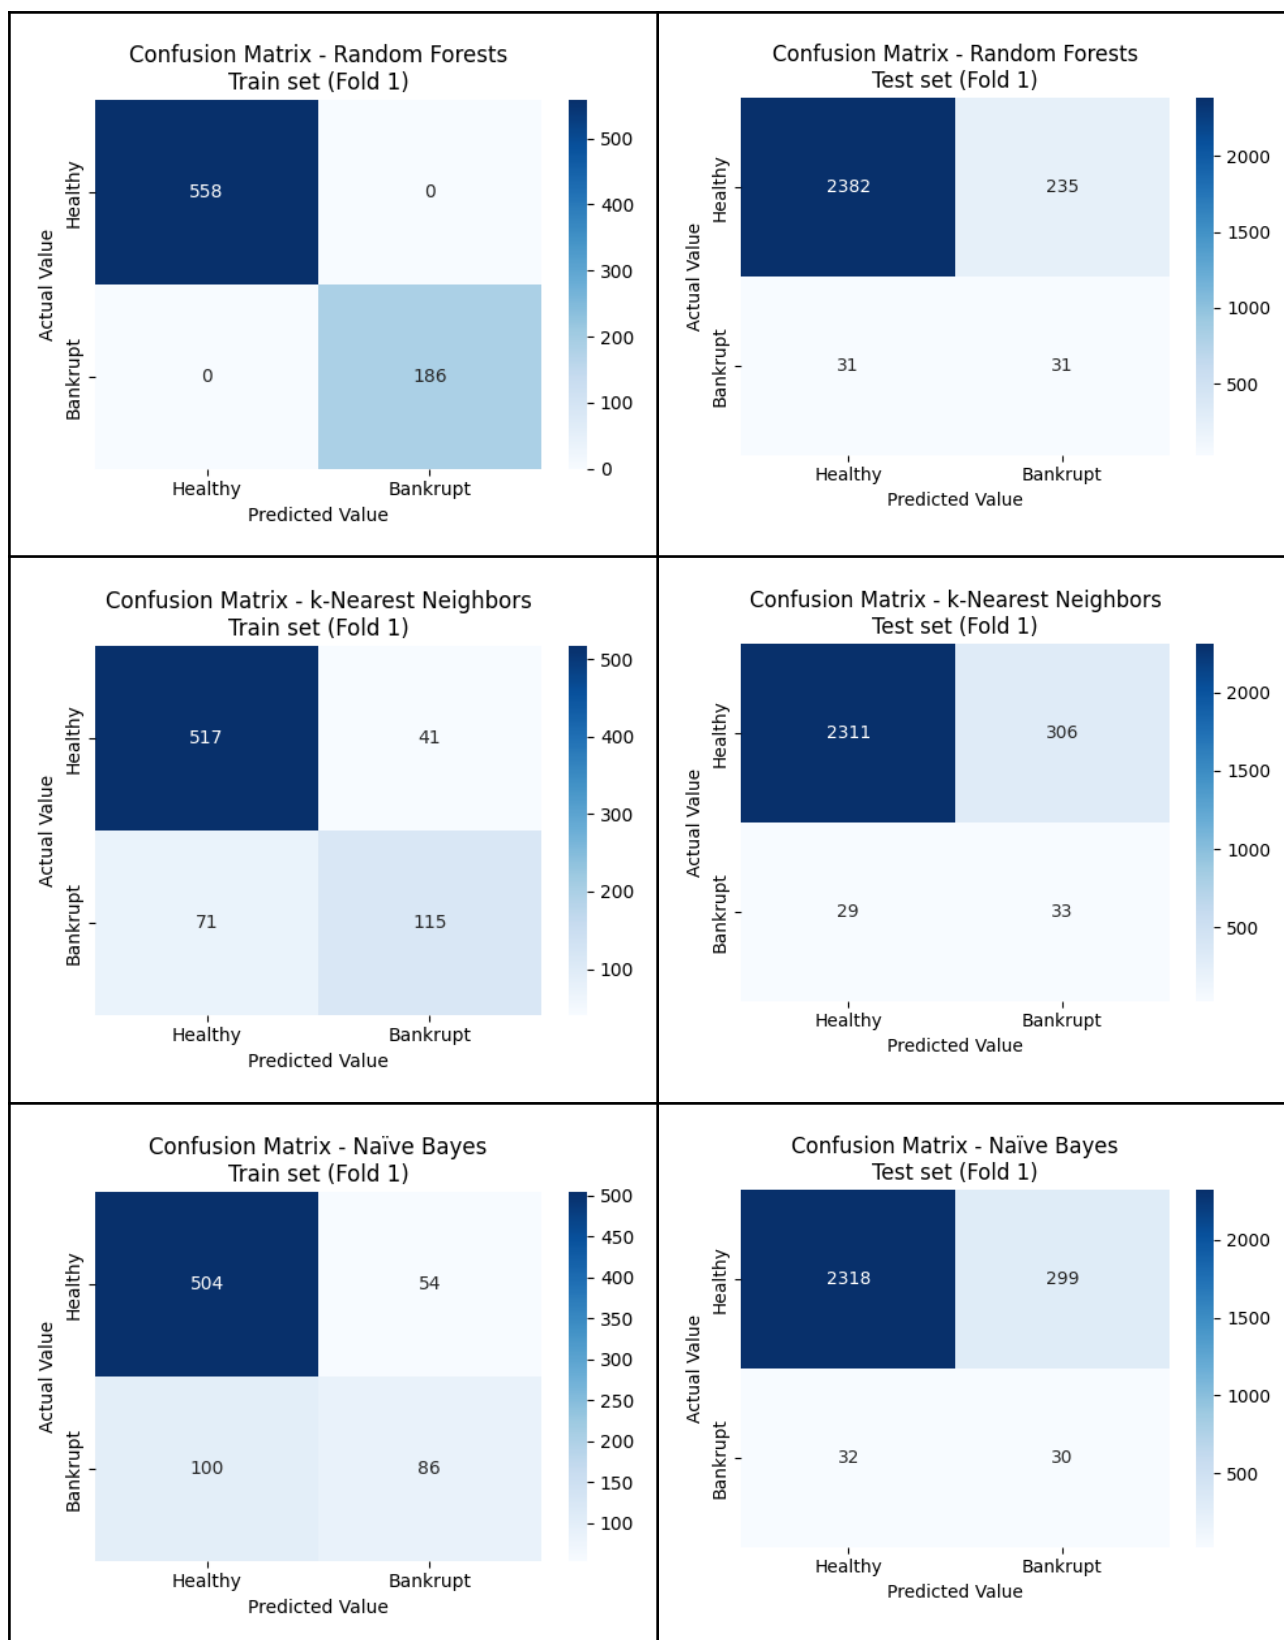 Confusion Matrix - Random Forests
Train set (Fold 1)
Actual Value
Healthy
Bankrupt
558
0
0
186
Healthy
Bankrupt
Predicted Value
500
400
300
200
100
0
Confusion Matrix - Random Forests
Test set (Fold 1)
Actual Value
Healthy
Bankrupt
2382
235
31
31
Healthy
Bankrupt
Predicted Value
2000
1500
1000
500
Confusion Matrix - k-Nearest Neighbors
Train set (Fold 1)
Actual Value
Healthy
Bankrupt
517
41
71
115
Healthy
Bankrupt
Predicted Value
500
400
300
200
100
Confusion Matrix - k-Nearest Neighbors
Test set (Fold 1)
Actual Value
Healthy
Bankrupt
2311
306
29
33
Healthy
Bankrupt
Predicted Value
2000
1500
1000
500
Confusion Matrix - Naïve Bayes
Train set (Fold 1)
Actual Value
Healthy
Bankrupt
504
54
100
86
Healthy
Bankrupt
Predicted Value
500
450
400
350
300
250
200
150
100
Confusion Matrix - Naïve Bayes
Test set (Fold 1)
Actual Value
Healthy
Bankrupt
2318
299
32
30
Healthy
Bankrupt
Predicted Value
2000
1500
1000
500